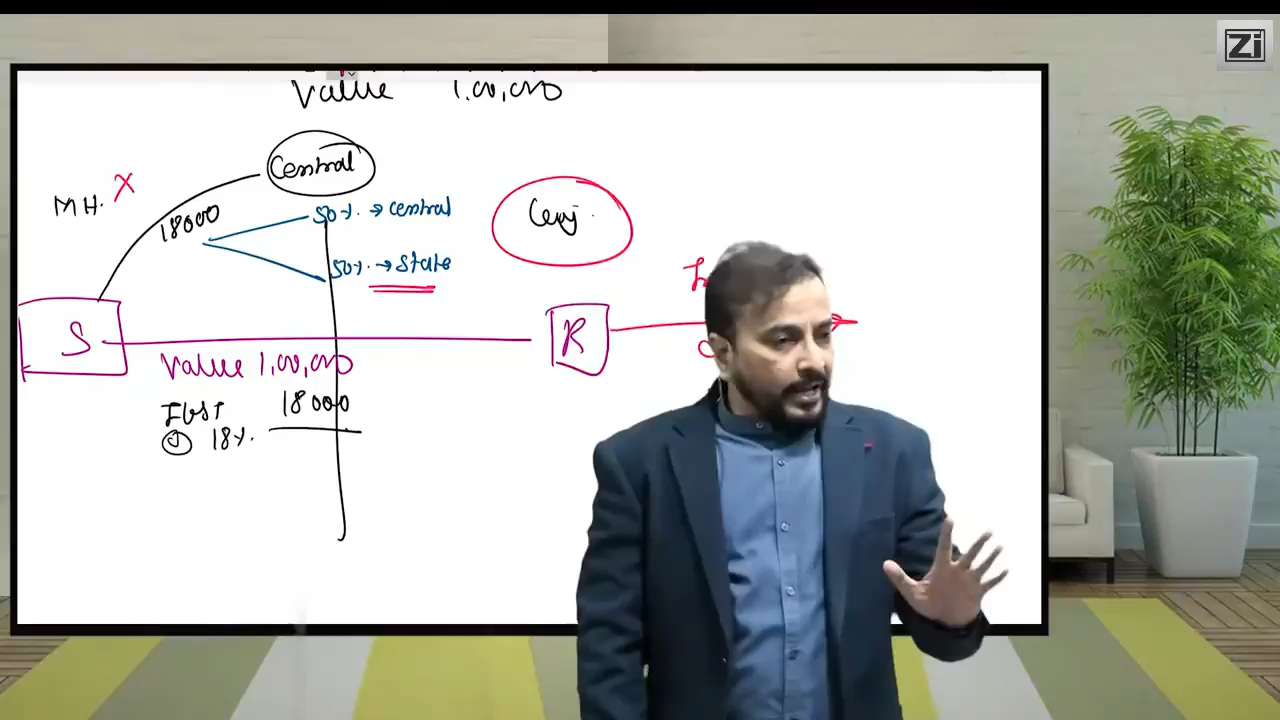 Value 1,00,000
Central
MH. X
18000
50%. → Central
Guj.
50%. → State
S
R
Value 1,00,000
IGST 18000
@ 18%.
Zi